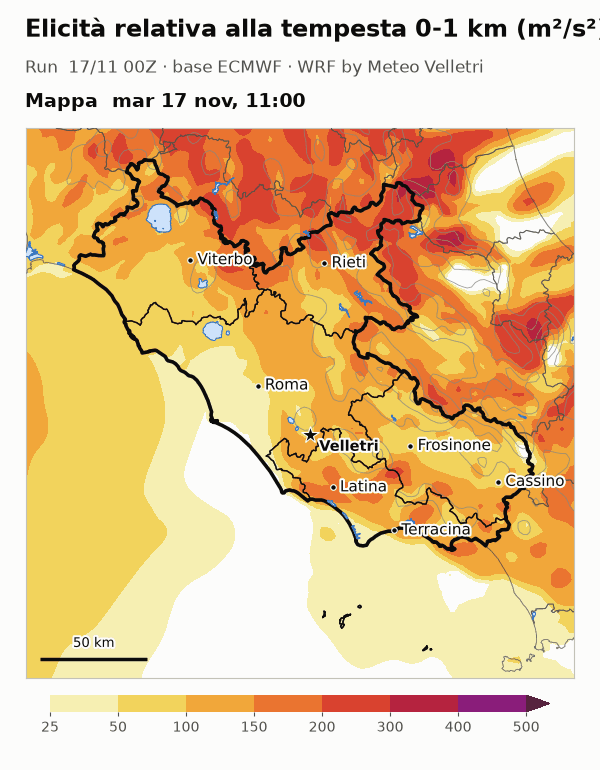 Elicità relativa alla tempesta 0-1 km (m²/s²)
Run  17/11 00Z · base ECMWF · WRF by Meteo Velletri
Mappa  mar 17 nov, 11:00
Viterbo
Rieti
Roma
Velletri
Frosinone
Cassino
Latina
Terracina
50 km
25 50 100 150 200 300 400 500